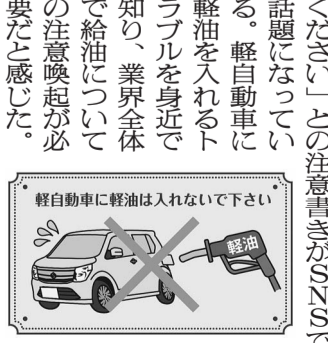 ください」との注意書きがＳＮＳで
話題になってい
る。軽自動車に
軽油を入れるト
ラブルを身近で
知り、業界全体
で給油について
の注意喚起が必
要だと感じた。
軽自動車に軽油は入れないで下さい
軽油